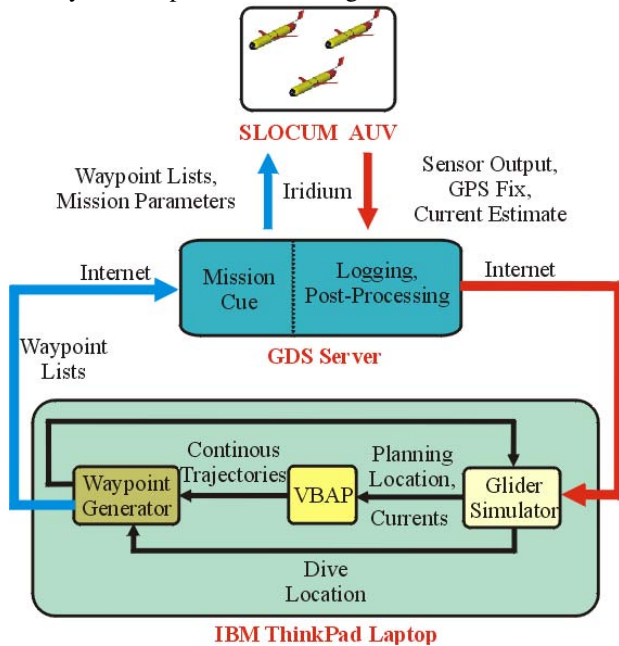 SLOCUM AUV
Waypoint Lists,
Mission Parameters
Iridium
Sensor Output,
GPS Fix,
Current Estimate
Internet
Mission
Cue
Logging,
Post-Processing
Internet
GDS Server
Waypoint
Lists
Waypoint
Generator
Continous
Trajectories
VBAP
Planning
Location,
Currents
Glider
Simulator
Dive
Location
IBM ThinkPad Laptop